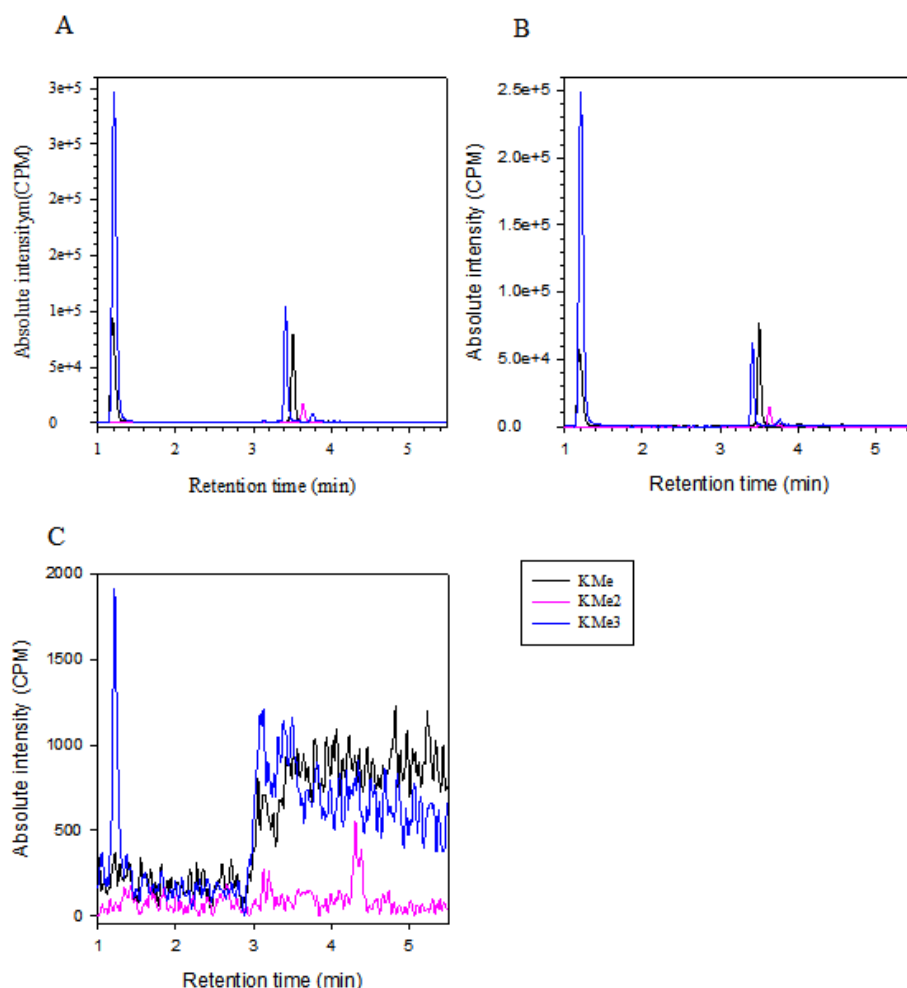 A
3e+5
3e+5
2e+5
2e+5
1e+5
5e+4
0
Absolute intensitym(CPM)
1 2 3 4 5
Retention time (min)
B
2.5e+5
2.0e+5
1.5e+5
1.0e+5
5.0e+4
0.0
Absolute intensity (CPM)
1 2 3 4 5
Retention time (min)
C
2000
1500
1000
500
0
Absolute intensity (CPM)
1 2 3 4 5
Retention time (min)
KMe
KMe2
KMe3